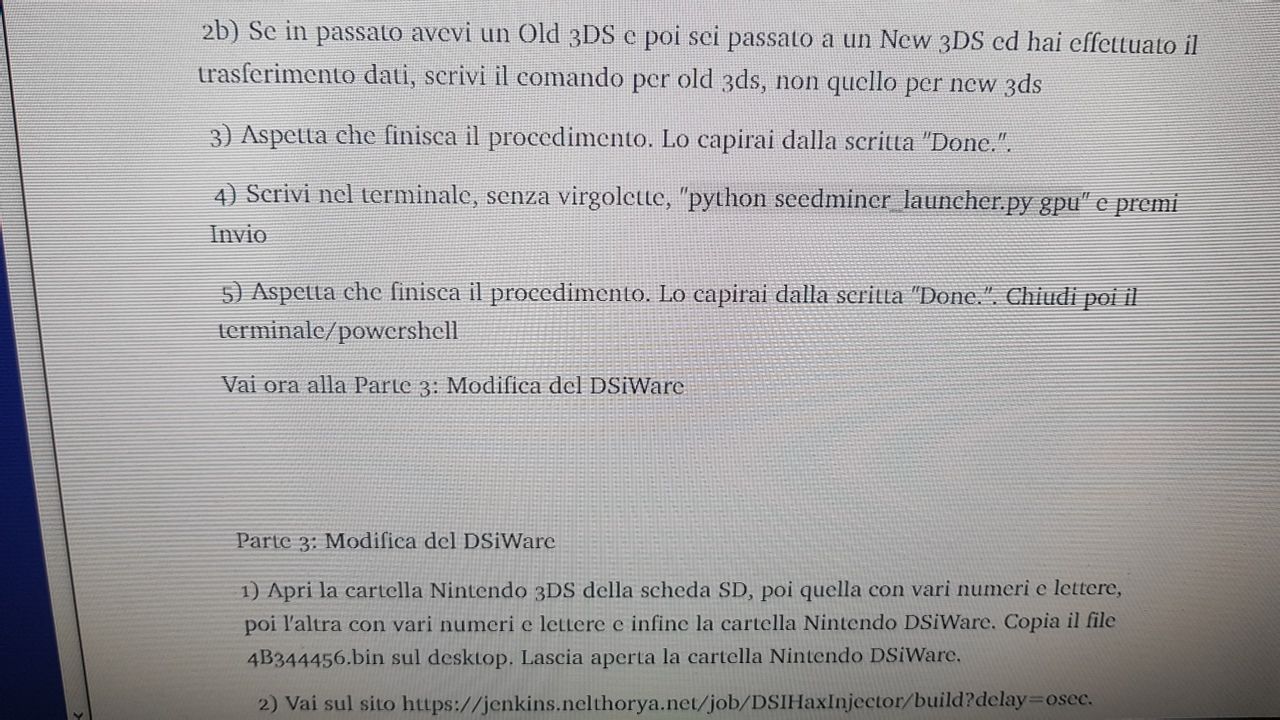 2b) Se in passato avevi un Old 3DS e poi sei passato a un New 3DS ed hai effettuato il
trasferimento dati, scrivi il comando per old 3ds, non quello per new 3ds
3) Aspetta che finisca il procedimento. Lo capirai dalla scritta "Done.".
4) Scrivi nel terminale, senza virgolette, "python seedminer_launcher.py gpu" e premi
Invio
5) Aspetta che finisca il procedimento. Lo capirai dalla scritta "Done.". Chiudi poi il
terminale/powershell
Vai ora alla Parte 3: Modifica del DSiWare
Parte 3: Modifica del DSiWare
1) Apri la cartella Nintendo 3DS della scheda SD, poi quella con vari numeri e lettere,
poi l'altra con vari numeri e lettere e infine la cartella Nintendo DSiWare. Copia il file
4B344456.bin sul desktop. Lascia aperta la cartella Nintendo DSiWare.
2) Vai sul sito https://jenkins.nelthorya.net/job/DSIHaxInjector/build?delay=0sec.